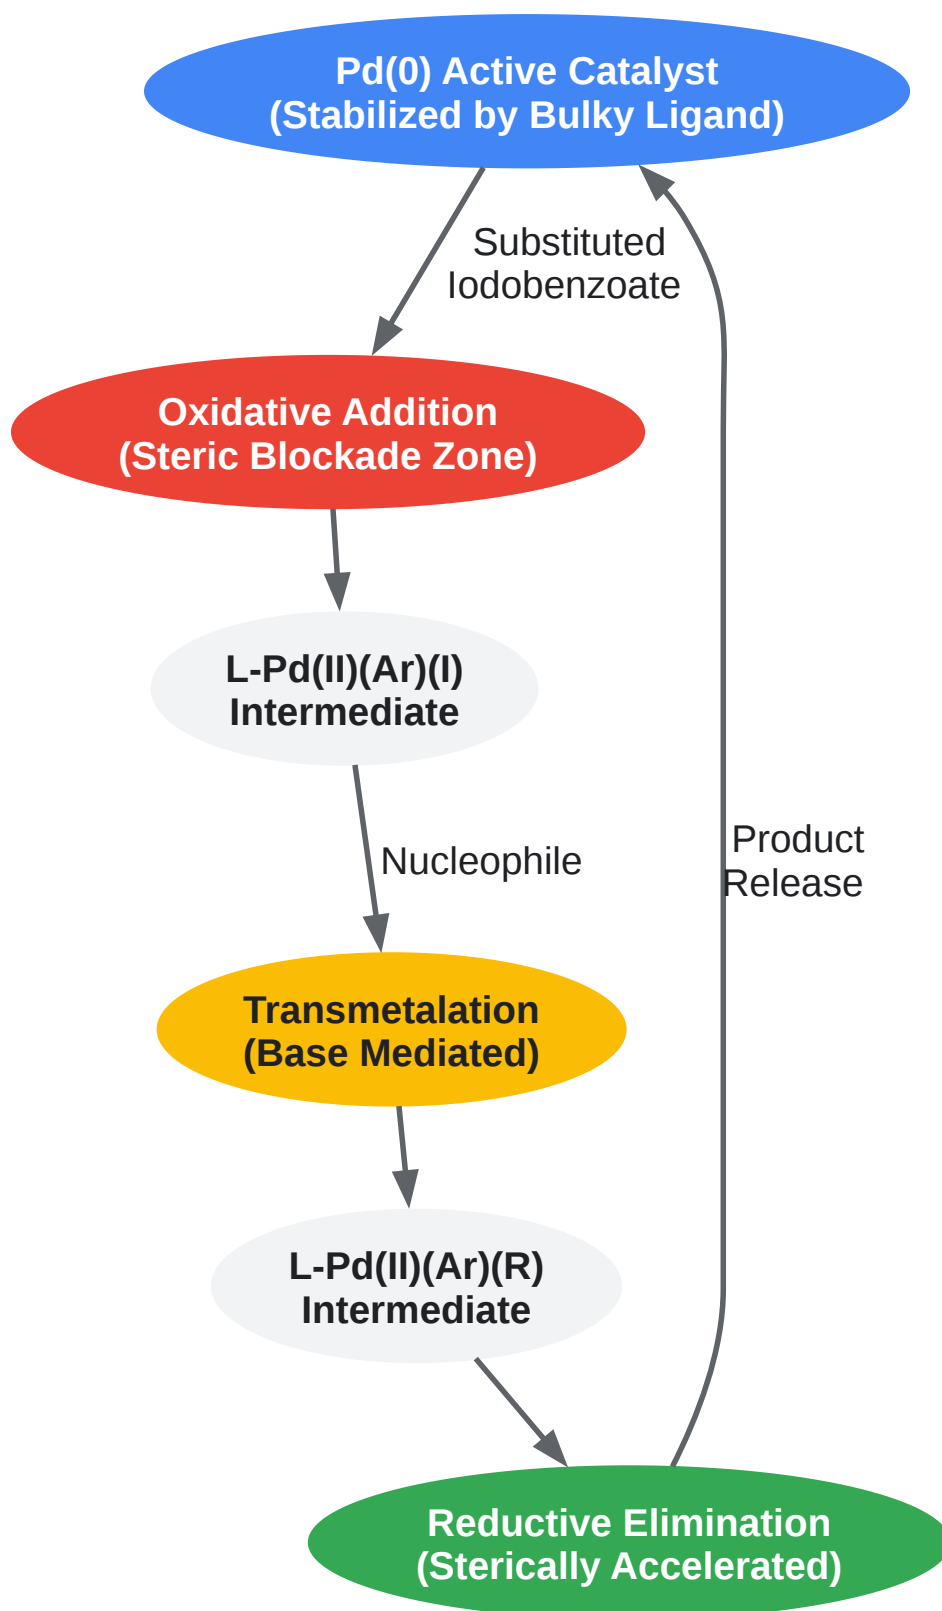 Pd(0) Active Catalyst
(Stabilized by Bulky Ligand)
Substituted
Iodobenzoate
Oxidative Addition
(Steric Blockade Zone)
L-Pd(II)(Ar)(I)
Intermediate
Nucleophile
Product
Release
Transmetalation
(Base Mediated)
L-Pd(II)(Ar)(R)
Intermediate
Reductive Elimination
(Sterically Accelerated)